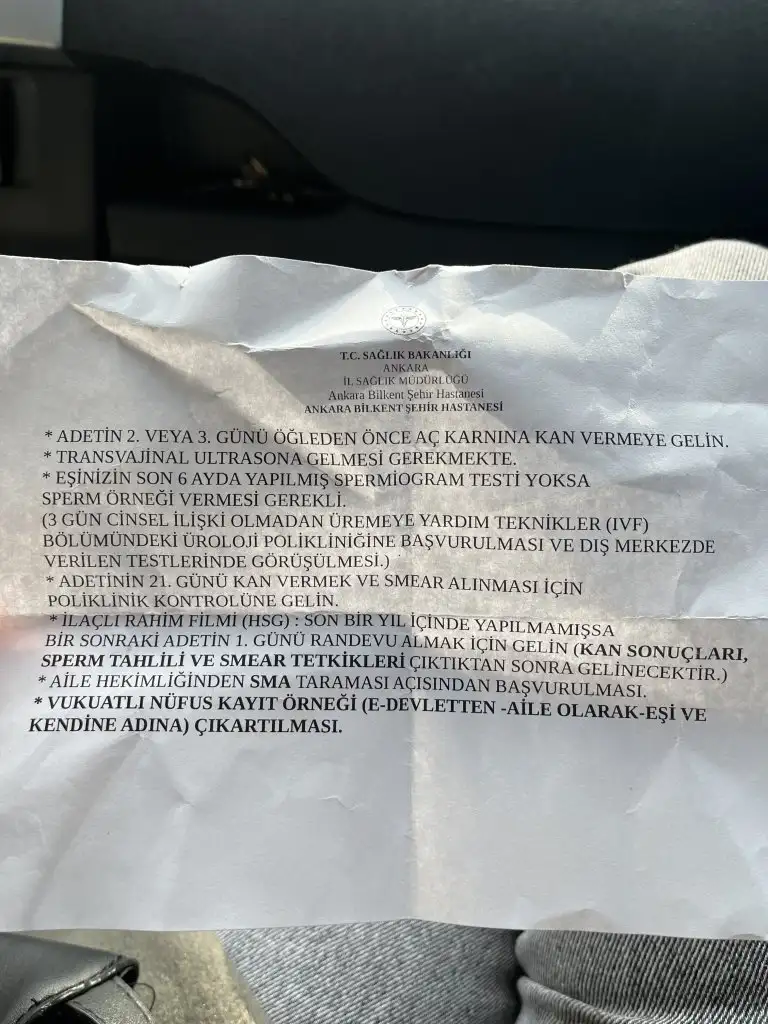 T.C. SAĞLIK BAKANLIĞI
ANKARA
İL SAĞLIK MÜDÜRLÜĞÜ
Ankara Bilkent Şehir Hastanesi
ANKARA BİLKENT ŞEHİR HASTANESİ
* ADETİN 2. VEYA 3. GÜNÜ ÖĞLEDEN ÖNCE AÇ KARNINA KAN VERMEYE GELİN.
* TRANSVAJİNAL ULTRASONA GELMESİ GEREKMEKTE.
* EŞİNİZİN SON 6 AYDA YAPILMIŞ SPERMİOGRAM TESTİ YOKSA
SPERM ÖRNEĞİ VERMESİ GEREKLİ.
(3 GÜN CİNSEL İLİŞKİ OLMADAN ÜREMEYE YARDIM TEKNİKLER (IVF)
BÖLÜMÜNDEKİ ÜROLOJİ POLİKLİNİĞİNE BAŞVURULMASI VE DIŞ MERKEZDE
VERİLEN TESTLERİNDE GÖRÜŞÜLMESİ.)
* ADETİNİN 21. GÜNÜ KAN VERMEK VE SMEAR ALINMASI İÇİN
POLİKLİNİK KONTROLÜNE GELİN.
* İLAÇLI RAHİM FİLMİ (HSG) : SON BİR YIL İÇİNDE YAPILMAMIŞSA
BİR SONRAKİ ADETİN 1. GÜNÜ RANDEVU ALMAK İÇİN GELİN (KAN SONUÇLARI,
SPERM TAHLİLİ VE SMEAR TETKİKLERİ ÇIKTIKTAN SONRA GELİNECEKTİR.)
* AİLE HEKİMLİĞİNDEN SMA TARAMASI AÇISINDAN BAŞVURULMASI.
* VUKUATLI NÜFUS KAYIT ÖRNEĞİ (E-DEVLETTEN -AİLE OLARAK-EŞİ VE
KENDİNE ADINA) ÇIKARTILMASI.